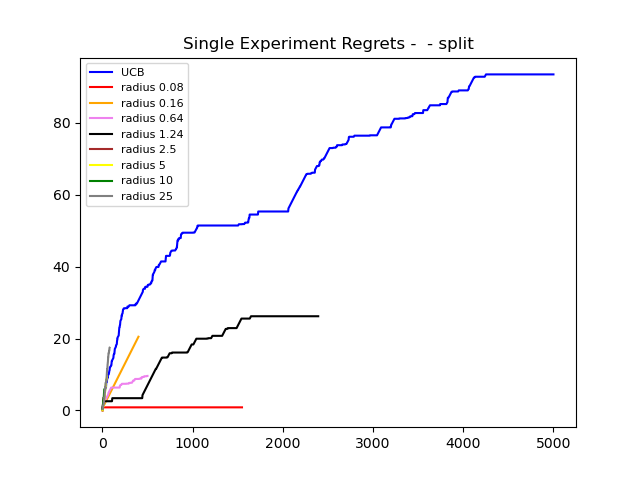 Single Experiment Regrets -  - split
UCB
radius 0.08
radius 0.16
radius 0.64
radius 1.24
radius 2.5
radius 5
radius 10
radius 25
80
60
40
20
0
0 1000 2000 3000 4000 5000